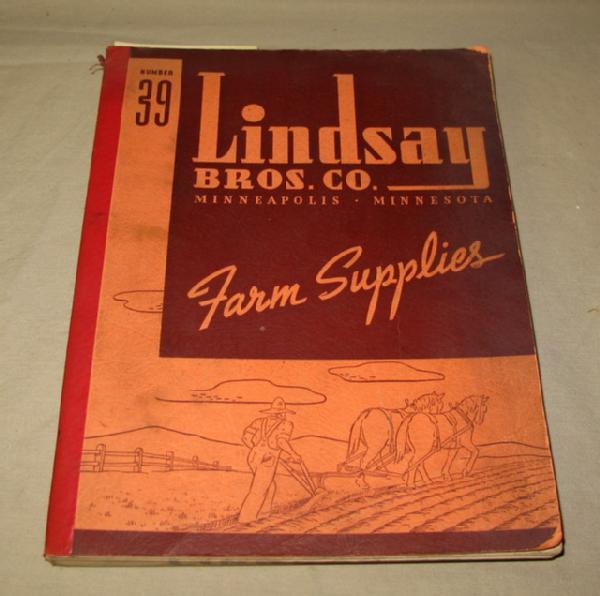 NUMBER
39
Lindsay
BROS. CO.
MINNEAPOLIS · MINNESOTA
Farm Supplies